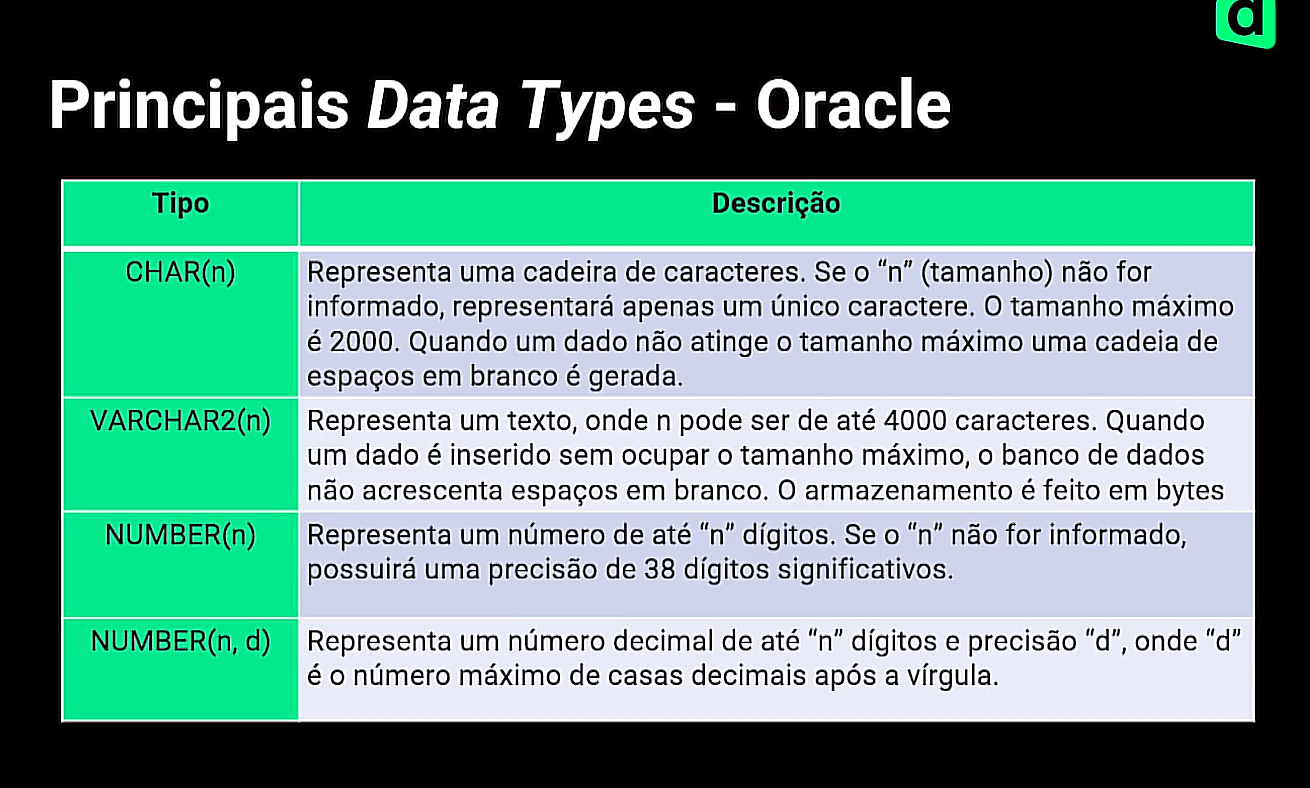 d
Principais Data Types - Oracle
Tipo
Descrição
CHAR(n)
Representa uma cadeira de caracteres. Se o “n” (tamanho) não for
informado, representará apenas um único caractere. O tamanho máximo
é 2000. Quando um dado não atinge o tamanho máximo uma cadeia de
espaços em branco é gerada.
VARCHAR2(n)
Representa um texto, onde n pode ser de até 4000 caracteres. Quando
um dado é inserido sem ocupar o tamanho máximo, o banco de dados
não acrescenta espaços em branco. O armazenamento é feito em bytes
NUMBER(n)
Representa um número de até “n” dígitos. Se o “n” não for informado,
possuirá uma precisão de 38 dígitos significativos.
NUMBER(n, d)
Representa um número decimal de até “n” dígitos e precisão “d”, onde “d”
é o número máximo de casas decimais após a vírgula.